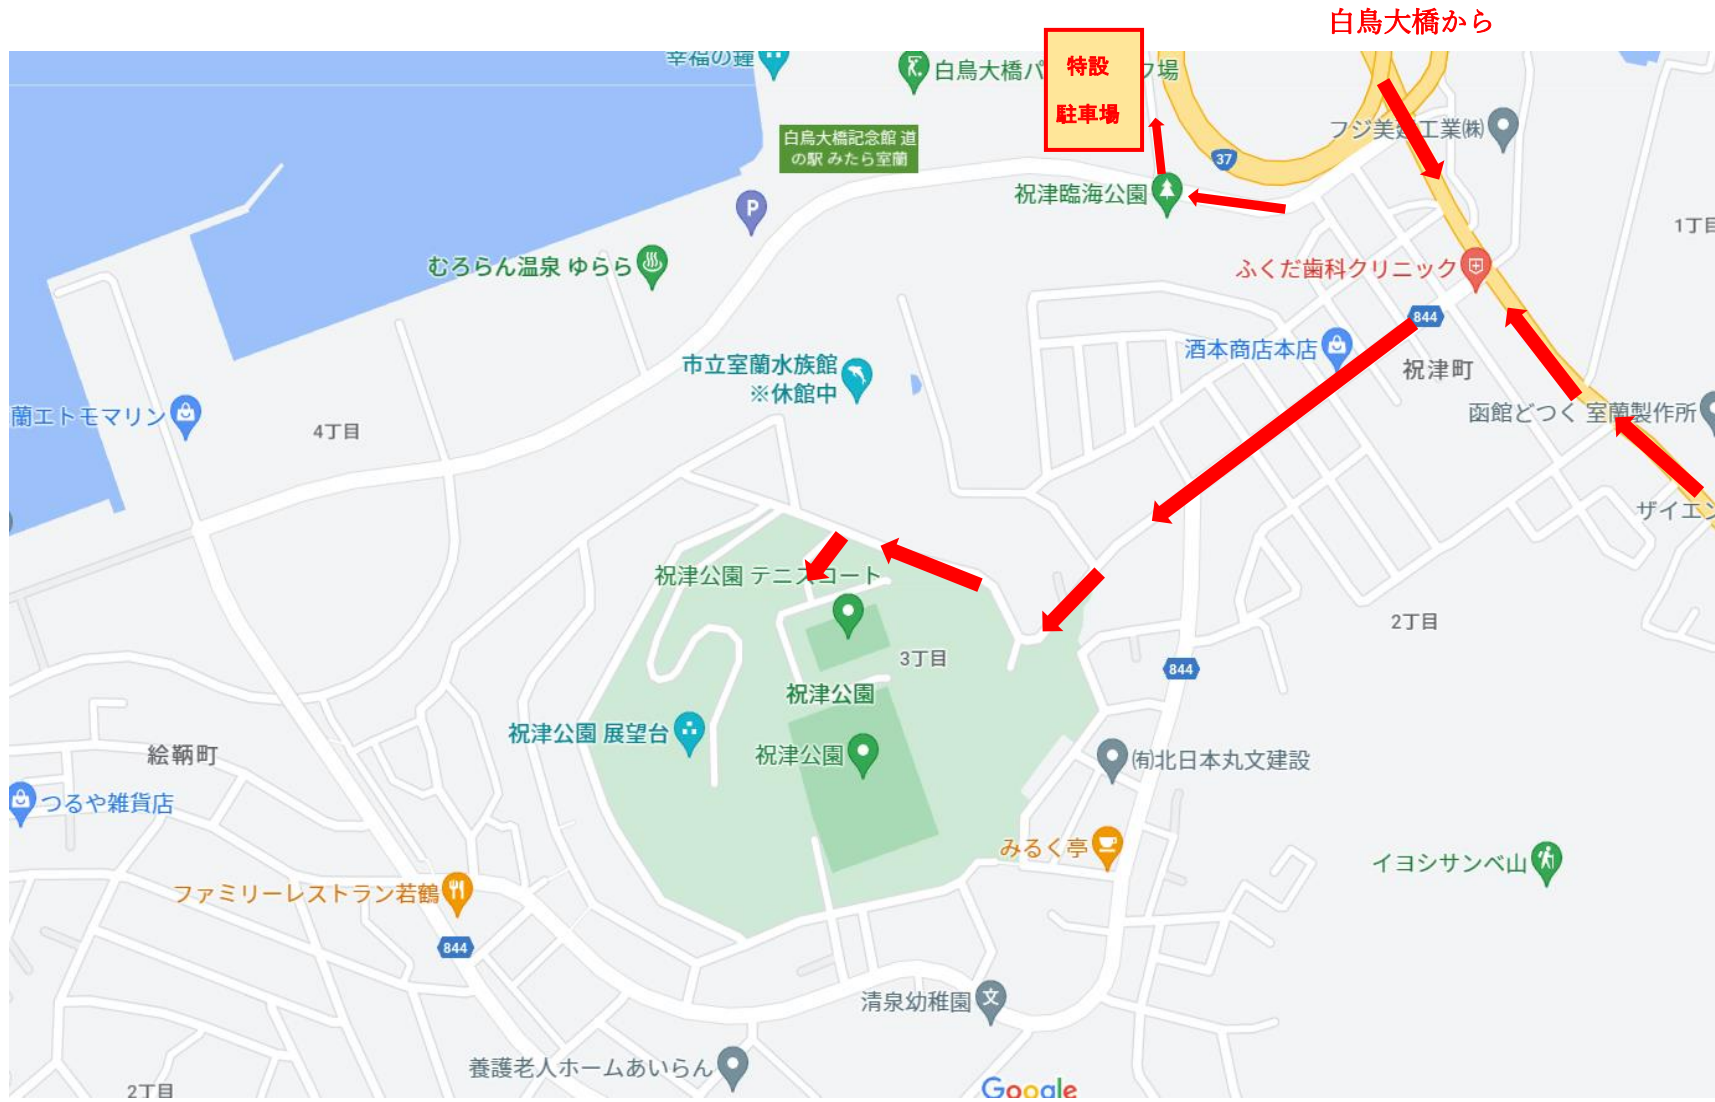 白鳥大橋から
特設
駐車場
幸福の鐘
白鳥大橋パ
フ場
フジ美
工業㈱
白鳥大橋記念館 道
の駅 みたら室蘭
37
祝津臨海公園
1丁目
むろらん温泉 ゆらら
ふくだ歯科クリニック
844
酒本商店本店
祝津町
市立室蘭水族館
※休館中
蘭エトモマリン
4丁目
函館どつく 室蘭製作所
ザイエン
祝津公園 テニスコート
3丁目
2丁目
844
祝津公園
祝津公園 展望台
祝津公園
㈲北日本丸文建設
絵鞆町
つるや雑貨店
みるく亭
イヨシサンベ山
ファミリーレストラン若鶴
844
清泉幼稚園
養護老人ホームあいらん
2丁目
Google